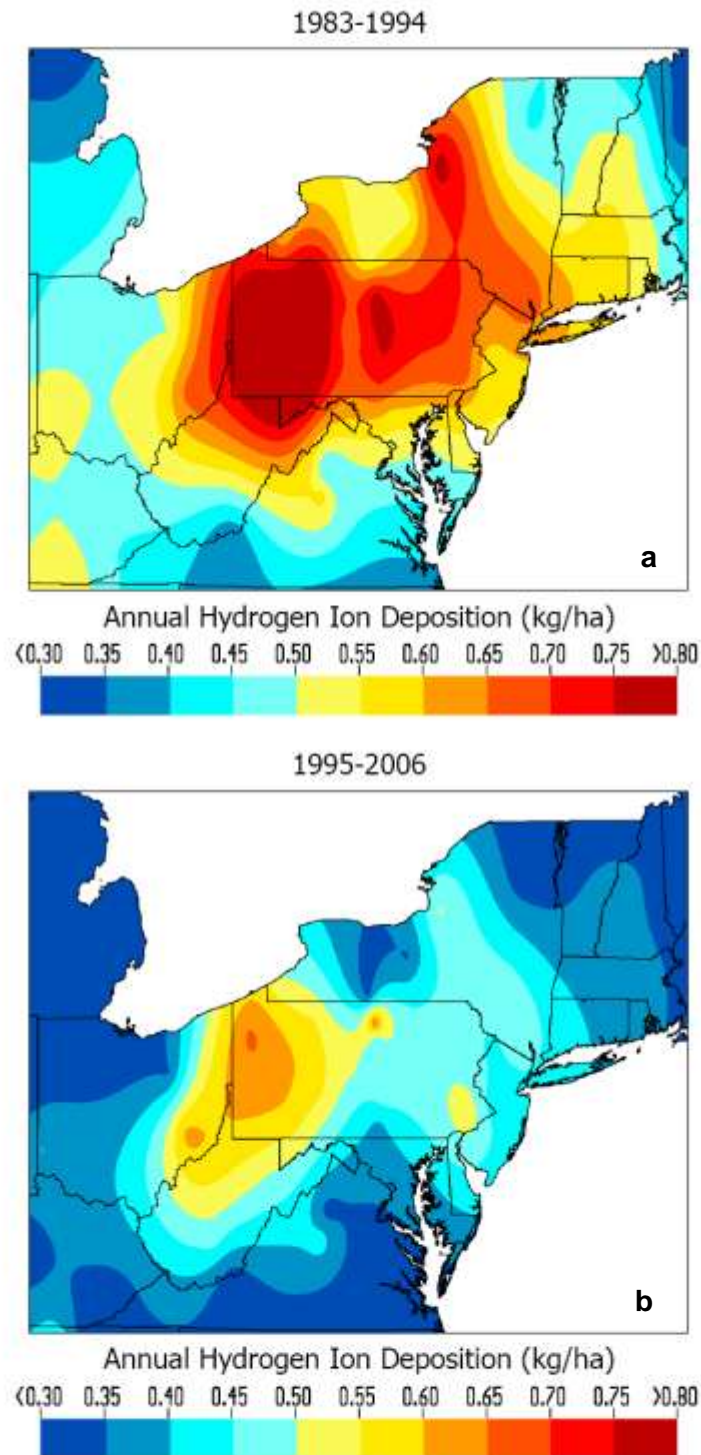 1983-1994
a
Annual Hydrogen Ion Deposition (kg/ha)
<0.30 0.35 0.40 0.45 0.50 0.55 0.60 0.65 0.70 0.75 >0.80
1995-2006
b
Annual Hydrogen Ion Deposition (kg/ha)
<0.30 0.35 0.40 0.45 0.50 0.55 0.60 0.65 0.70 0.75 >0.80